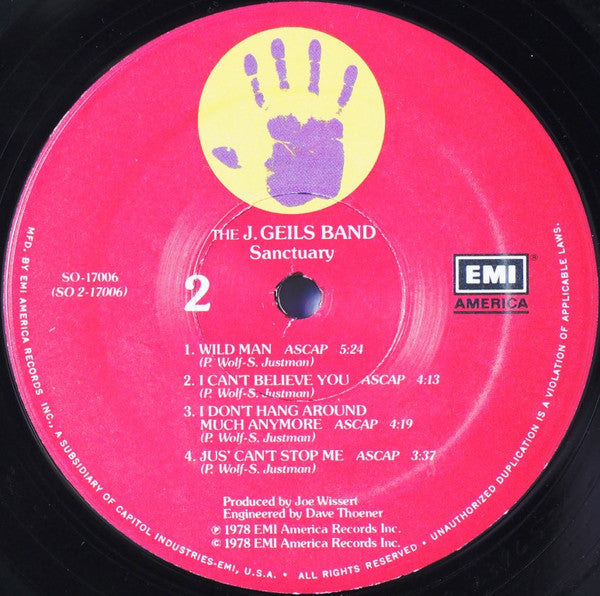 THE J. GEILS BAND
Sanctuary
SO-17006
(SO 2-17006)
2
EMI
®
AMERICA
1. WILD MAN ASCAP 5:24
(P. Wolf-S. Justman)
2. I CAN'T BELIEVE YOU ASCAP 4:13
(P. Wolf-S. Justman)
3. I DON'T HANG AROUND
MUCH ANYMORE ASCAP 4:19
(P. Wolf-S. Justman)
4. JUS' CAN'T STOP ME ASCAP 3:37
(P. Wolf-S. Justman)
Produced by Joe Wissert
Engineered by Dave Thoener
℗ 1978 EMI America Records Inc.
© 1978 EMI America Records Inc.
MFD. BY EMI AMERICA RECORDS INC., A SUBSIDIARY OF CAPITOL INDUSTRIES-EMI, U.S.A. • ALL RIGHTS RESERVED • UNAUTHORIZED DUPLICATION IS A VIOLATION OF APPLICABLE LAWS.